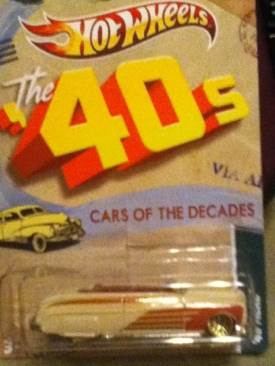 HOT WHEELS
The
'40s
VIA AI
CARS OF THE DECADES